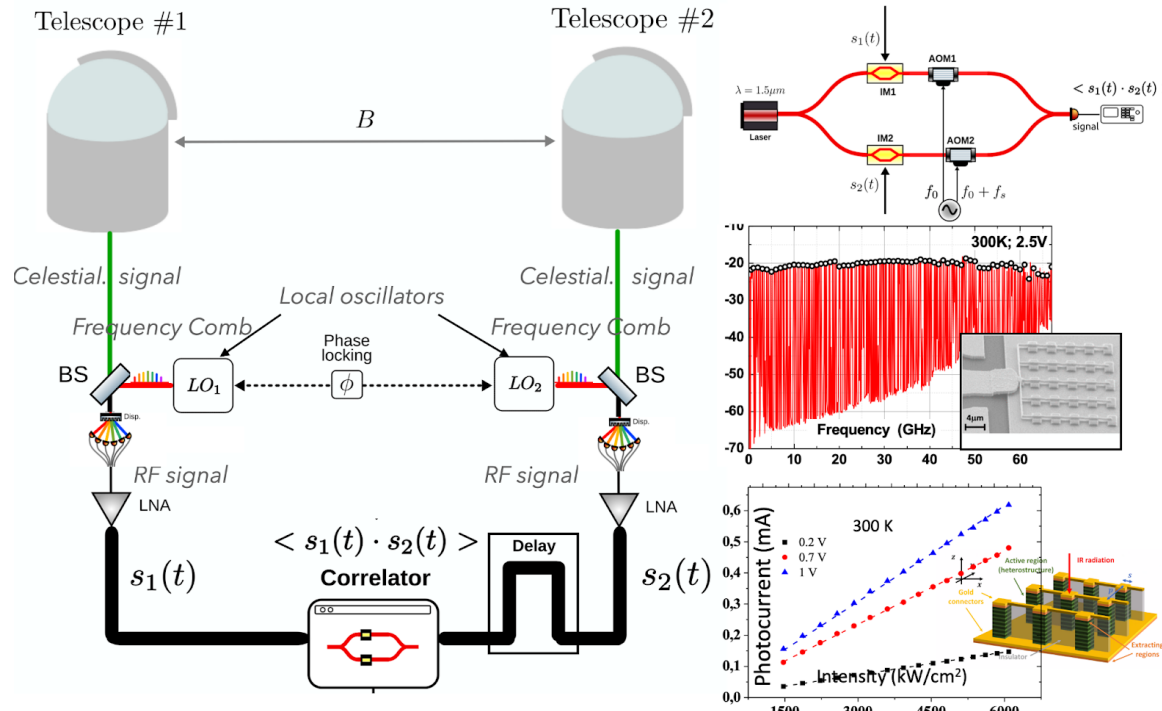 Telescope #1
Telescope #2
B
Celestial. signal
Celestial. signal
Local oscillators
Frequency Comb
Frequency Comb
Phase
locking
BS
LO₁
ϕ
LO₂
BS
Disp.
Disp.
RF signal
RF signal
LNA
LNA
< s₁(t) · s₂(t) >
Delay
s₁(t)
Correlator
s₂(t)
s₁(t)
AOM1
λ = 1.5μm
IM1
< s₁(t) · s₂(t)
Laser
signal
IM2
AOM2
s₂(t)
f₀
f₀ + fₛ
-10
300K; 2.5V
-20
-30
-40
-50
-60
4μm
-70
Frequency (GHz)
0 10 20 30 40 50 60
Photocurrent (mA)
0,6
300 K
0.2 V
0.7 V
1 V
0,5
0,4
0,3
0,2
0,1
0,0
Intensity (kW/cm²)
1500 3000 4500 6000
z
x
IR radiation
Active region
(heterostructure)
s
Gold
connectors
Insulator
Extracting
regions